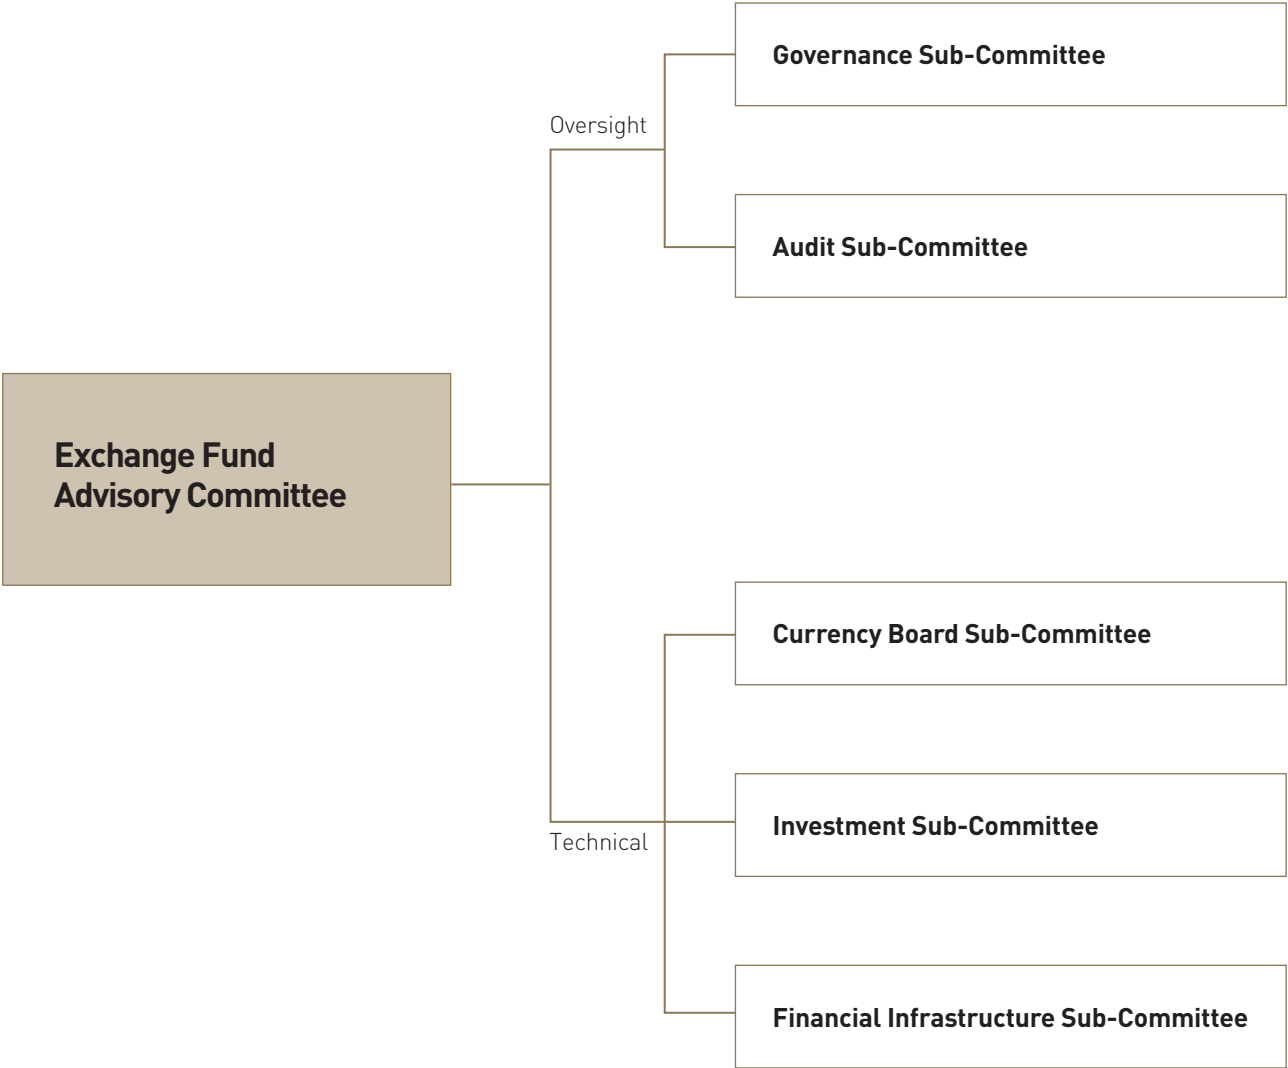 Governance Sub-Committee
Oversight
Audit Sub-Committee
Exchange Fund
Advisory Committee
Currency Board Sub-Committee
Investment Sub-Committee
Technical
Financial Infrastructure Sub-Committee